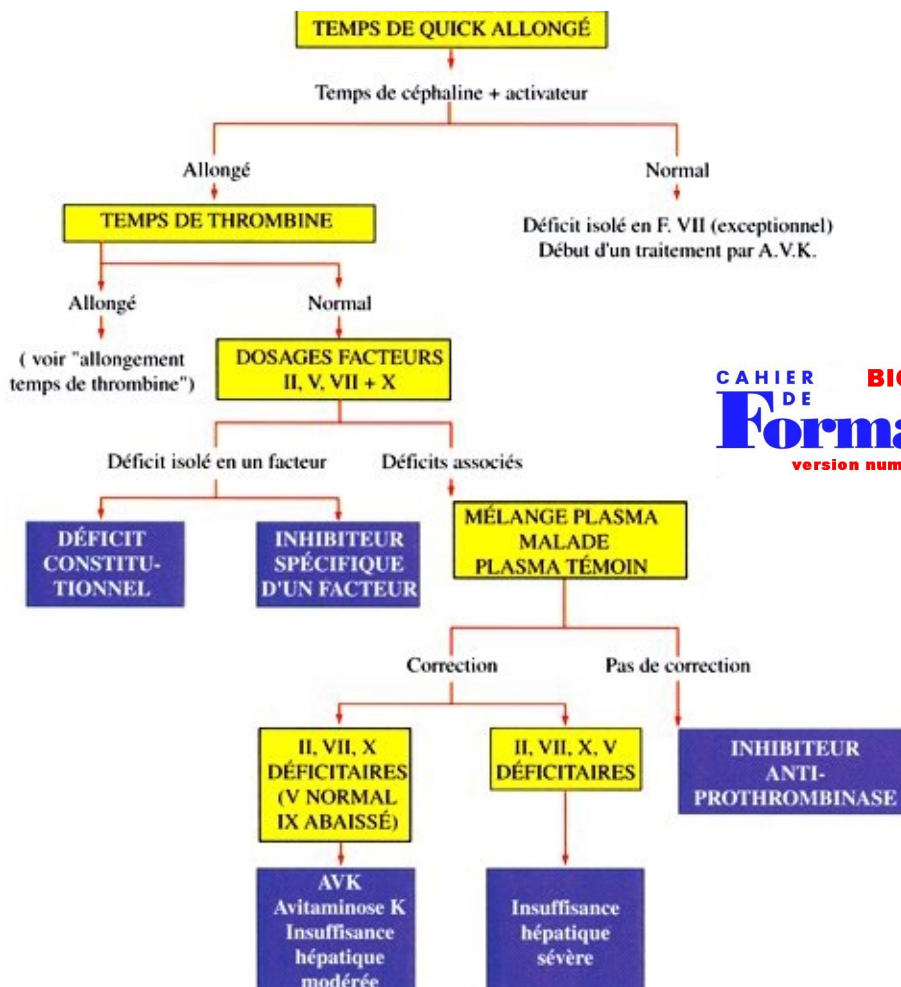 TEMPS DE QUICK ALLONGÉ
Temps de céphaline + activateur
Allongé
Normal
TEMPS DE THROMBINE
Déficit isolé en F. VII (exceptionnel)
Début d'un traitement par A.V.K.
Allongé
Normal
( voir "allongement
temps de thrombine")
DOSAGES FACTEURS
II, V, VII + X
CAHIER
DE
Déficit isolé en un facteur
Déficits associés
DÉFICIT
CONSTITU-
TIONNEL
INHIBITEUR
SPÉCIFIQUE
D'UN FACTEUR
MÉLANGE PLASMA
MALADE
PLASMA TÉMOIN
Correction
Pas de correction
II, VII, X
DÉFICITAIRES
(V NORMAL
IX ABAISSÉ)
II, VII, X, V
DÉFICITAIRES
INHIBITEUR
ANTI-
PROTHROMBINASE
AVK
Avitaminose K
Insuffisance
hépatique
modérée
Insuffisance
hépatique
sévère